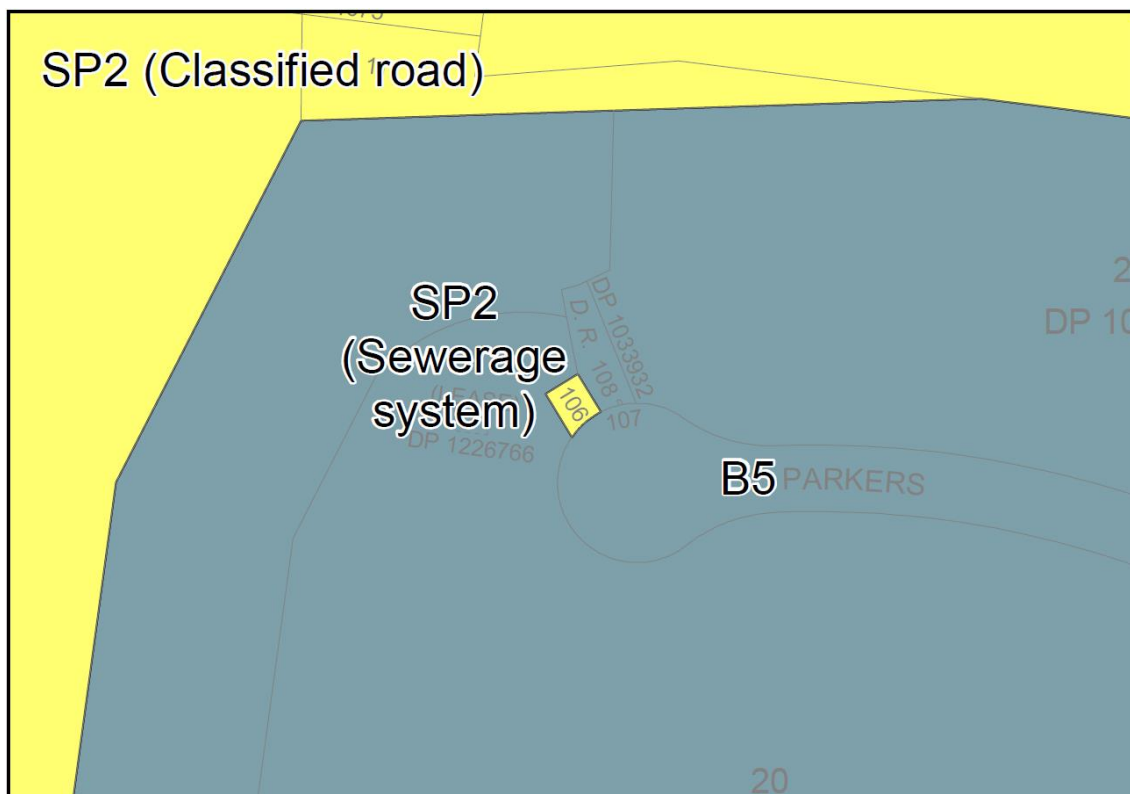 SP2 (Classified road)
SP2
(Sewerage
system)
DP 1033932
D. R. 108
106
107
DP 1226766
B5
PARKERS
DP 10
20